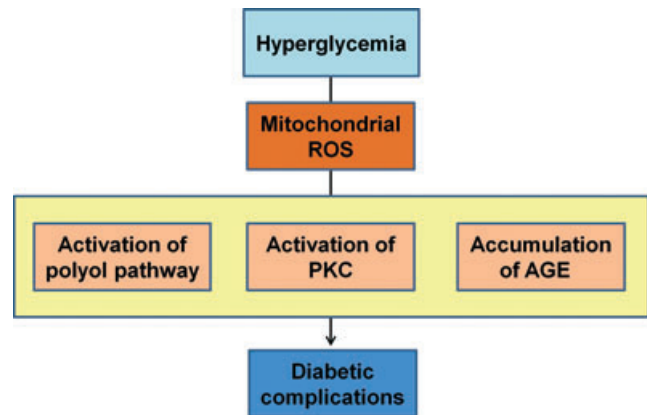 Hyperglycemia
Mitochondrial
ROS
Activation of
polyol pathway
Activation of
PKC
Accumulation
of AGE
Diabetic
complications